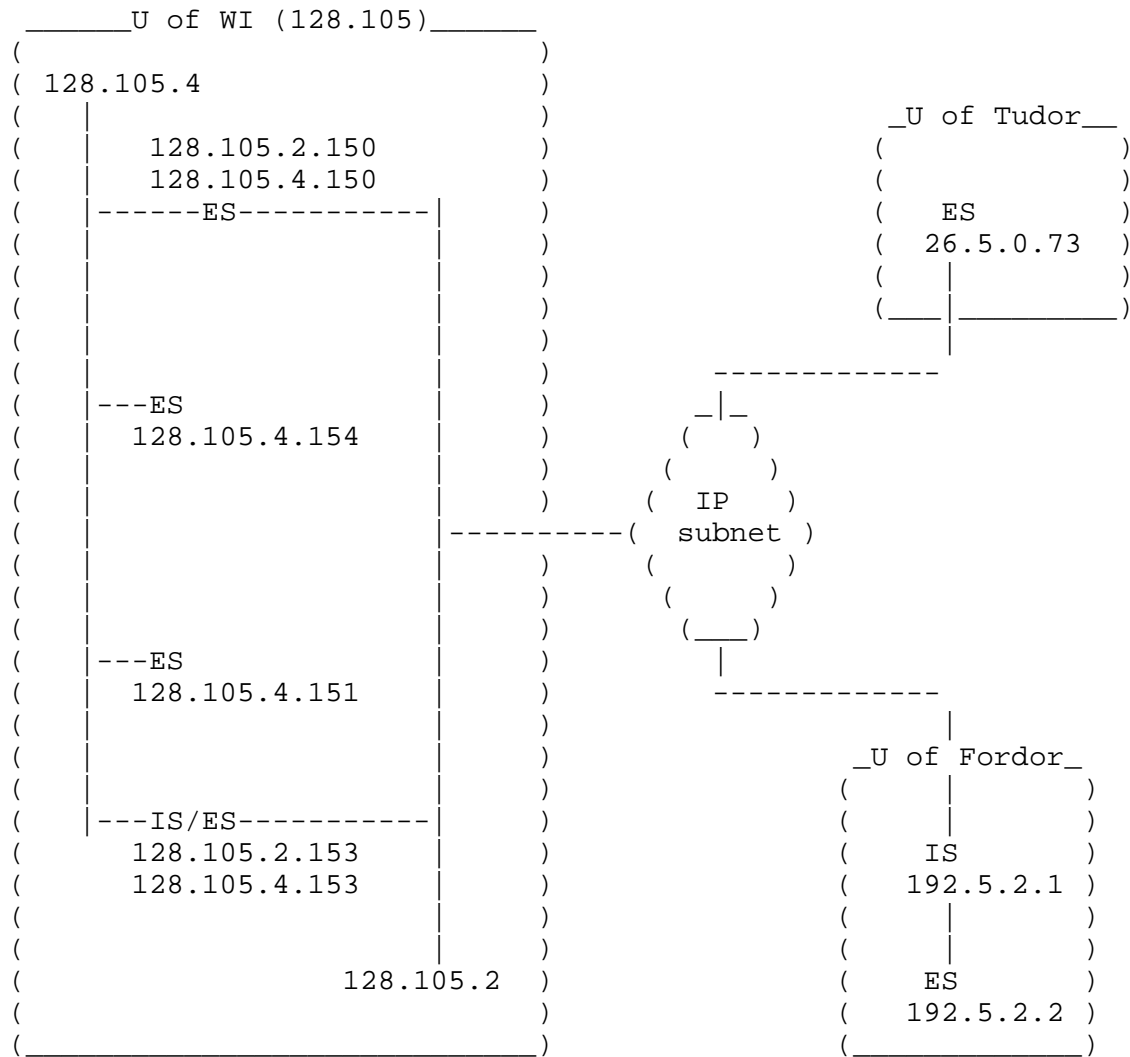 U of WI (128.105)
128.105.4
U of Tudor
128.105.2.150
128.105.4.150
ES
ES
26.5.0.73
ES
128.105.4.154
IP
subnet
ES
128.105.4.151
U of Fordor
IS/ES
128.105.2.153
IS
128.105.4.153
192.5.2.1
128.105.2
ES
192.5.2.2